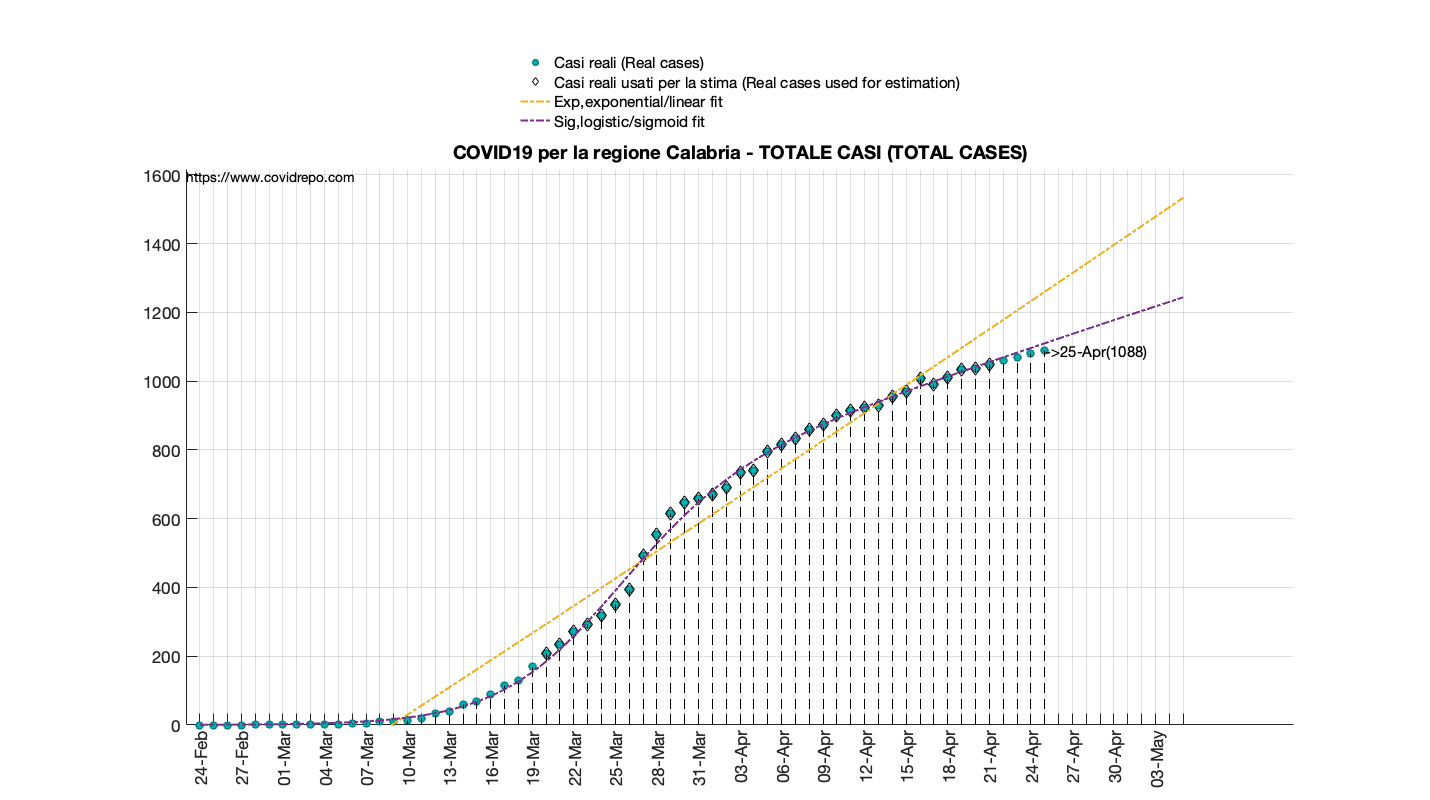 Casi reali (Real cases)
Casi reali usati per la stima (Real cases used for estimation)
Exp,exponential/linear fit
Sig,logistic/sigmoid fit
COVID19 per la regione Calabria - TOTALE CASI (TOTAL CASES)
https://www.covidrepo.com
1600
1400
1200
1000
800
600
400
200
0
->25-Apr(1088)
24-Feb
27-Feb
01-Mar
04-Mar
07-Mar
10-Mar
13-Mar
16-Mar
19-Mar
22-Mar
25-Mar
28-Mar
31-Mar
03-Apr
06-Apr
09-Apr
12-Apr
15-Apr
18-Apr
21-Apr
24-Apr
27-Apr
30-Apr
03-May